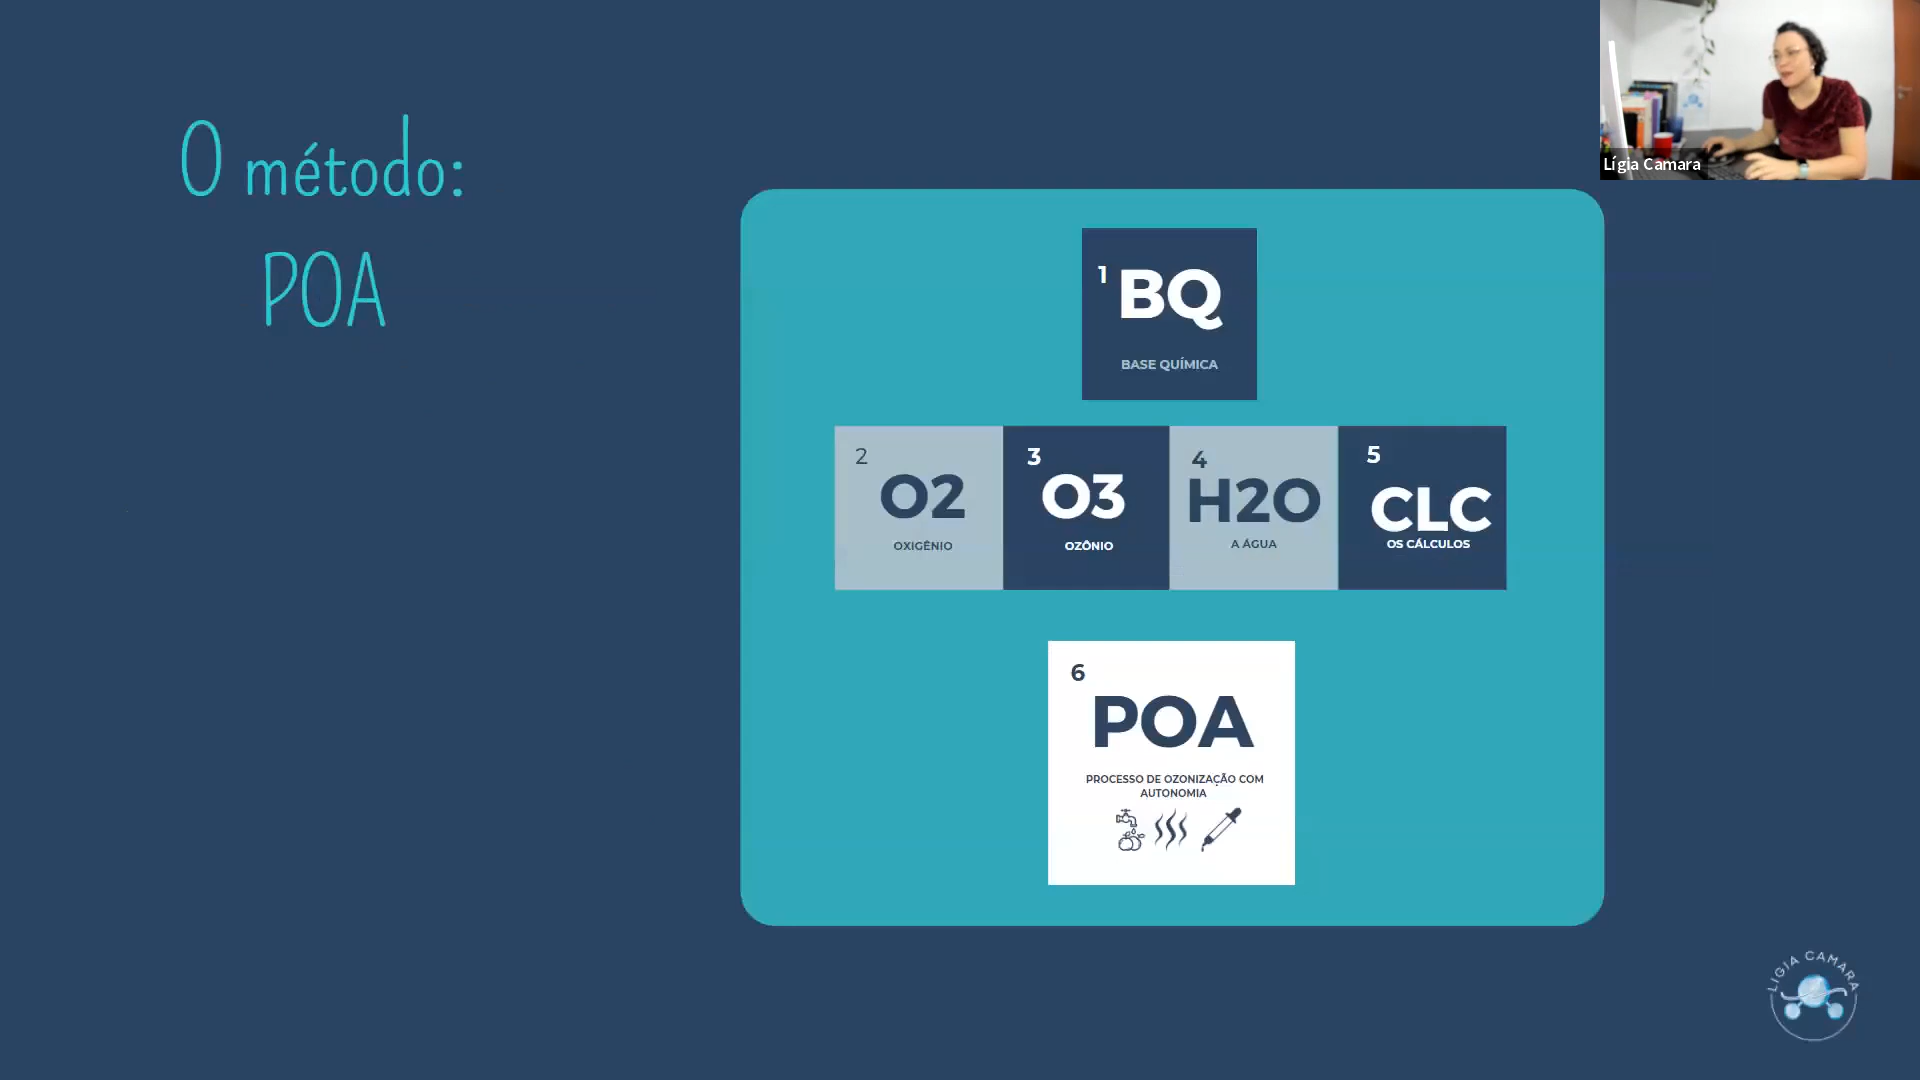 O método:
POA
Lígia Camara
1
BQ
BASE QUÍMICA
2
O2
OXIGÊNIO
3
O3
OZÔNIO
4
H2O
A ÁGUA
5
CLC
OS CÁLCULOS
6
POA
PROCESSO DE OZONIZAÇÃO COM
AUTONOMIA
LIGIA CAMARA